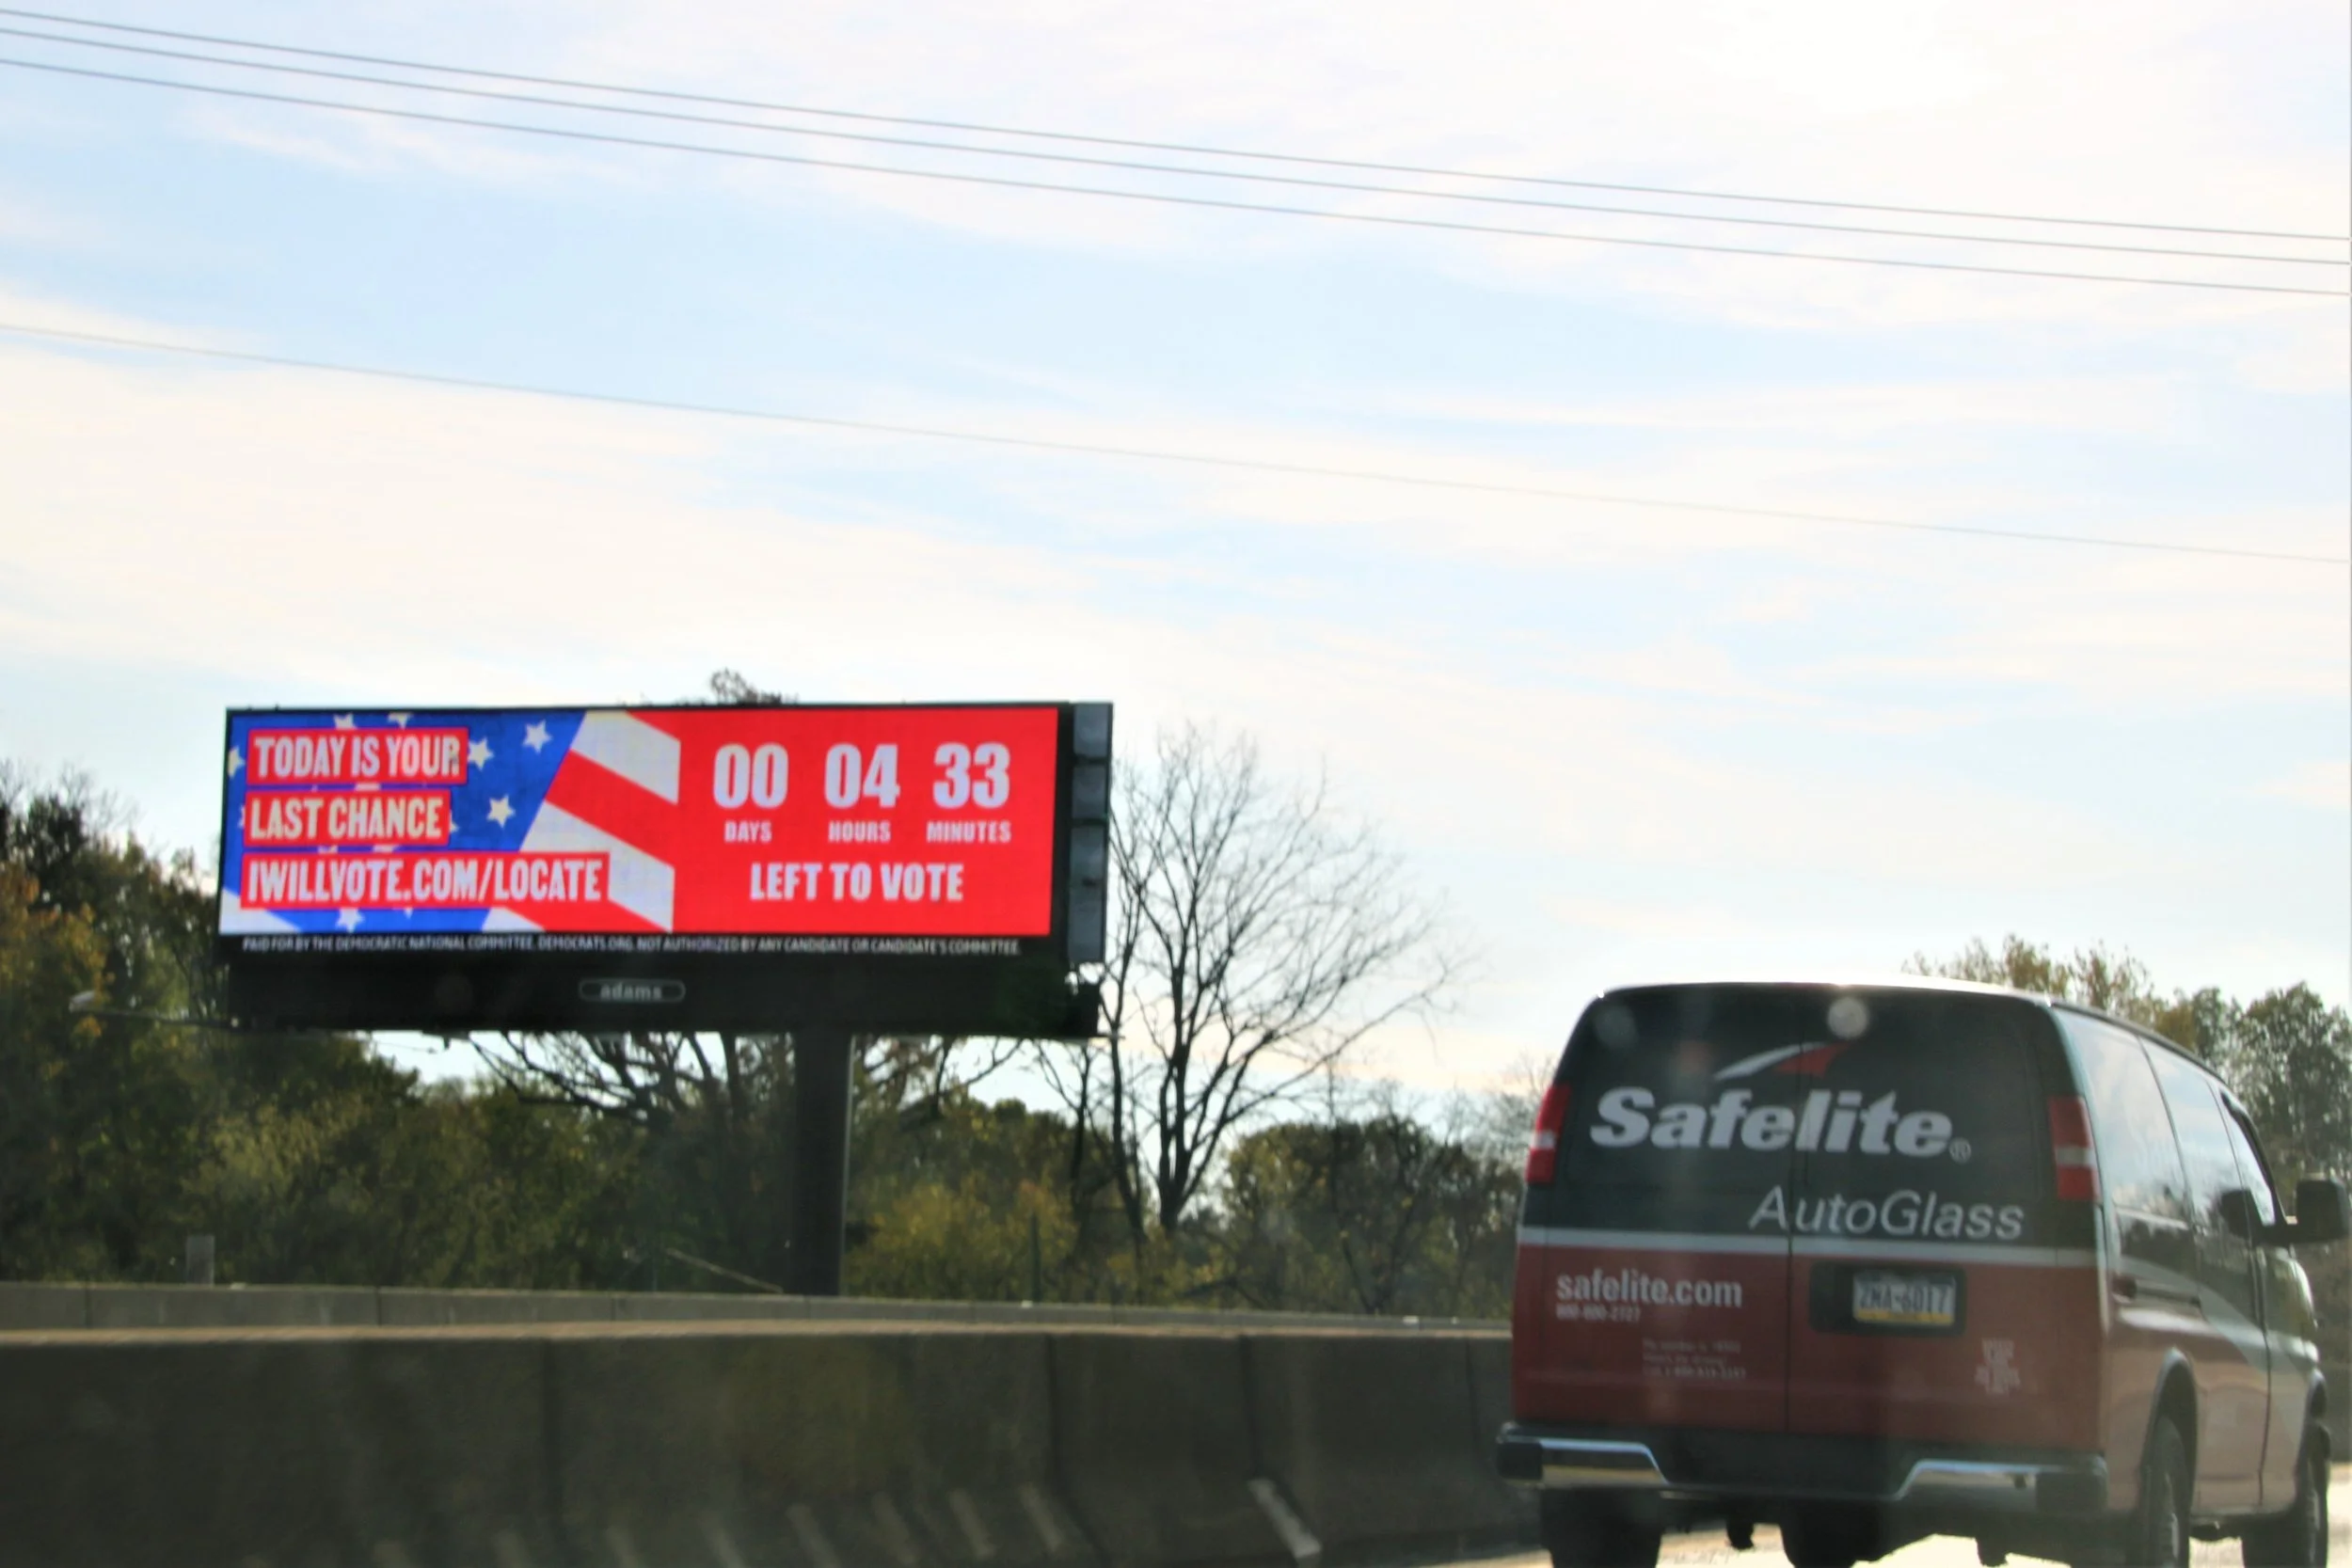 TODAY IS YOUR
LAST CHANCE
IWILLVOTE.COM/LOCATE
00 04 33
DAYS HOURS MINUTES
LEFT TO VOTE
PAID FOR BY THE DEMOCRATIC NATIONAL COMMITTEE, DEMOCRATS.ORG. NOT AUTHORIZED BY ANY CANDIDATE OR CANDIDATE'S COMMITTEE.
adams
Safelite®
AutoGlass
safelite.com
ZMA-6017